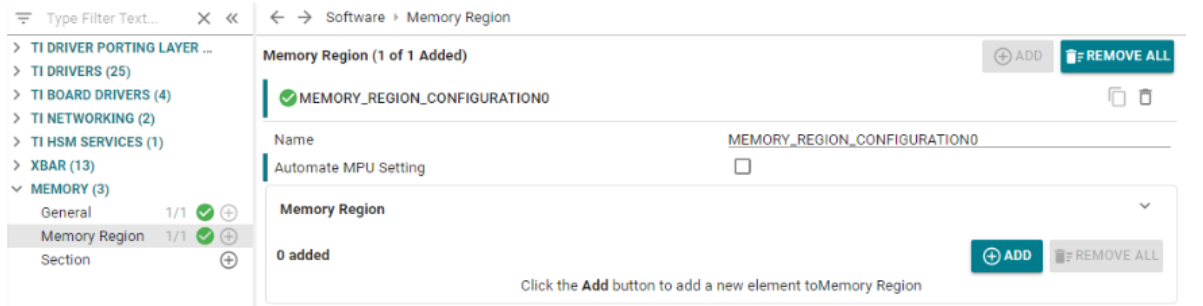 Type Filter Text...
TI DRIVER PORTING LAYER ...
TI DRIVERS (25)
TI BOARD DRIVERS (4)
TI NETWORKING (2)
TI HSM SERVICES (1)
XBAR (13)
MEMORY (3)
General 1/1
Memory Region 1/1
Section
Software Memory Region
Memory Region (1 of 1 Added) ADD REMOVE ALL
MEMORY_REGION_CONFIGURATION0
Name MEMORY_REGION_CONFIGURATION0
Automate MPU Setting
Memory Region
0 added ADD REMOVE ALL
Click the Add button to add a new element toMemory Region